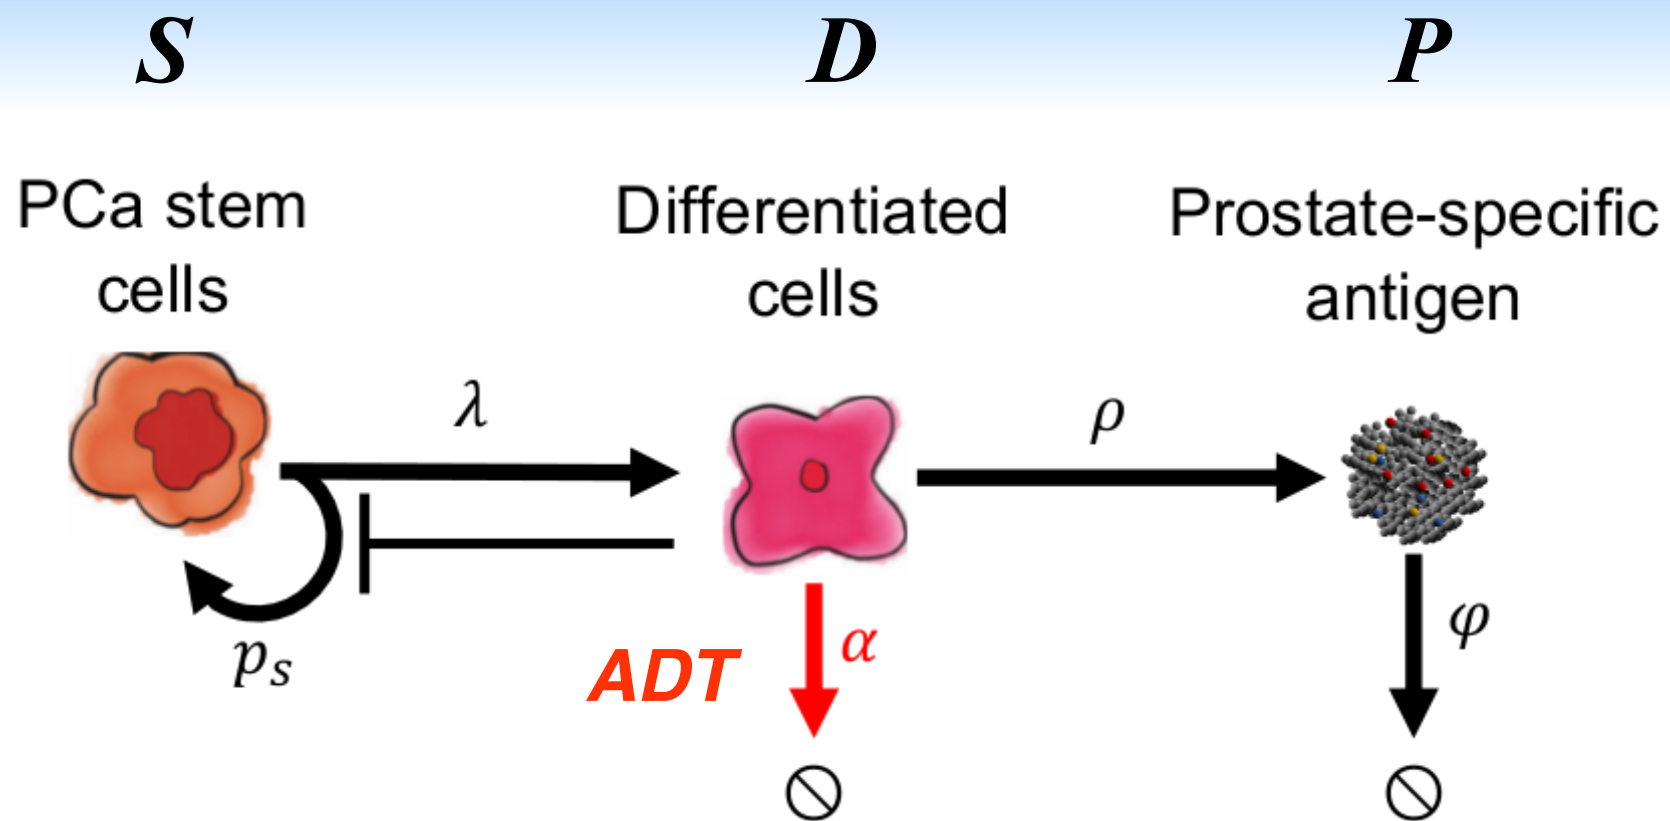 S D P
PCa stem
cells
Differentiated
cells
Prostate-specific
antigen
λ
ρ
p_s
ADT
α
φ